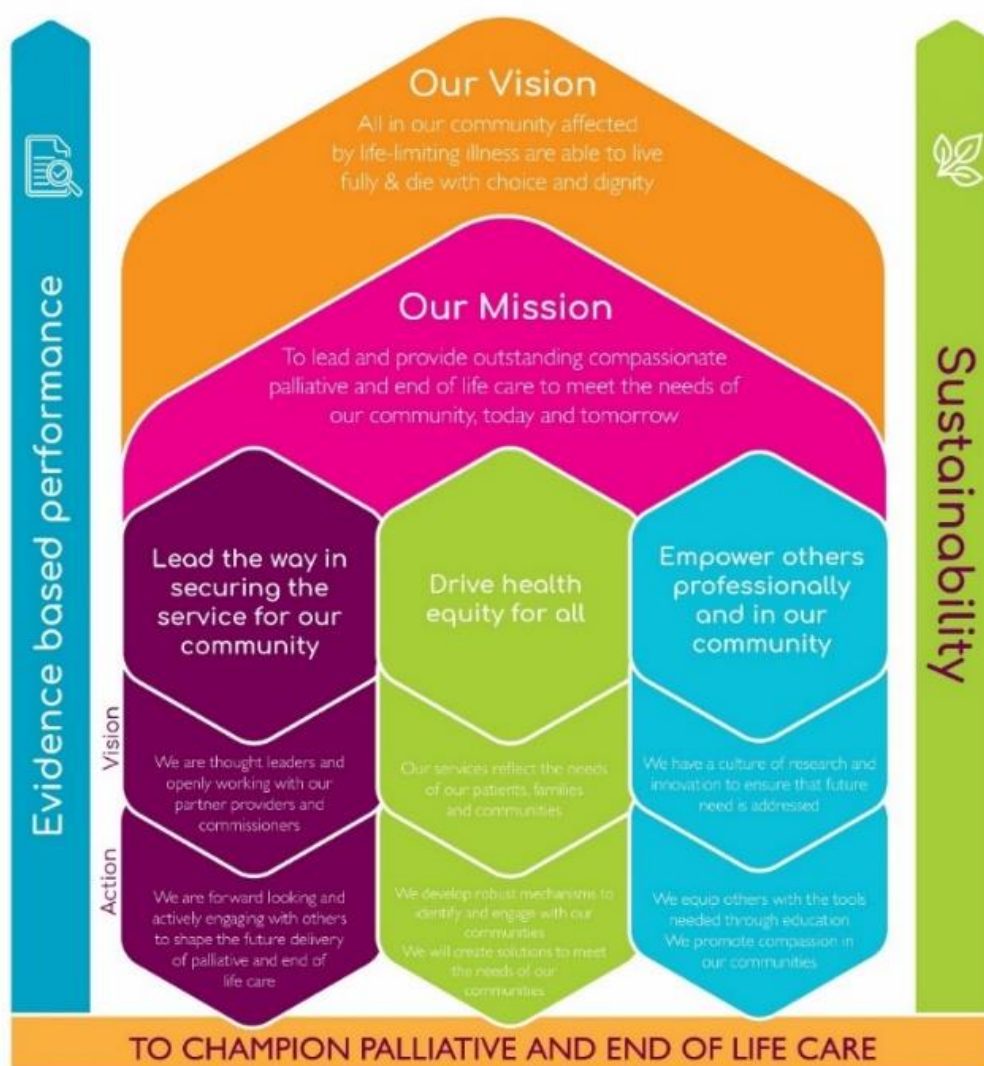 Our Vision
All in our community affected
by life-limiting illness are able to live
fully & die with choice and dignity
Our Mission
To lead and provide outstanding compassionate
palliative and end of life care to meet the needs of
our community, today and tomorrow
Evidence based performance
Sustainability
Lead the way in
securing the
service for our
community
Drive health
equity for all
Empower others
professionally
and in our
community
Vision
We are thought leaders and
openly working with our
partner providers and
commissioners
Our services reflect the needs
of our patients, families
and communities
We have a culture of research and
innovation to ensure that future
need is addressed
Action
We are forward looking and
actively engaging with others
to shape the future delivery
of palliative and end of
life care
We develop robust mechanisms to
identify and engage with our
communities
We will create solutions to meet
the needs of our
communities
We equip others with the tools
needed through education
We promote compassion in
our communities
TO CHAMPION PALLIATIVE AND END OF LIFE CARE